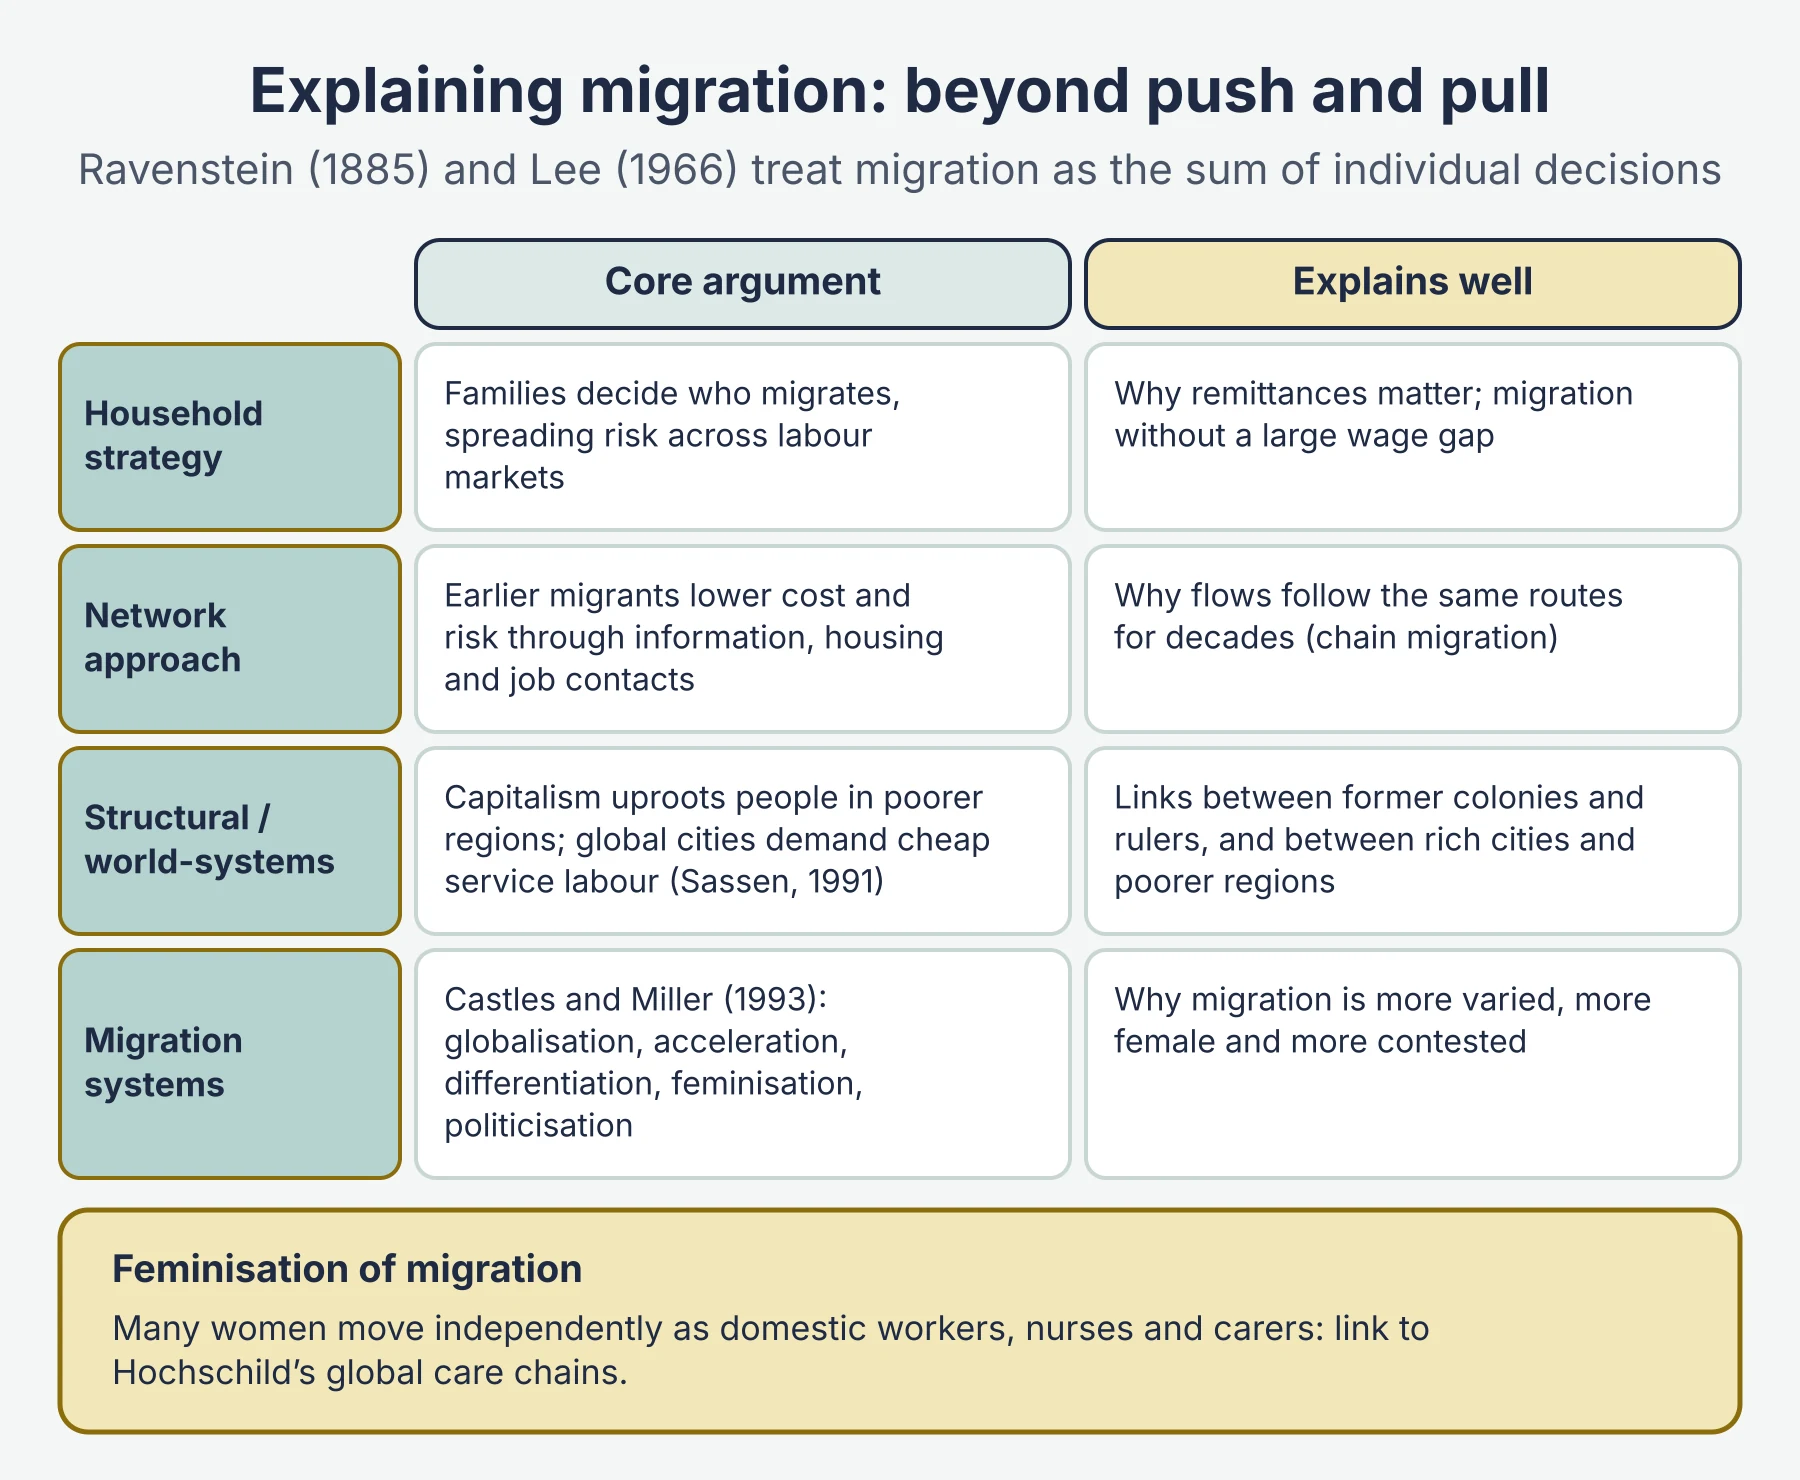 Explaining migration: beyond push and pull
Ravenstein (1885) and Lee (1966) treat migration as the sum of individual decisions
Core argument
Explains well
Household
strategy
Families decide who migrates,
spreading risk across labour
markets
Why remittances matter; migration
without a large wage gap
Network
approach
Earlier migrants lower cost and
risk through information, housing
and job contacts
Why flows follow the same routes
for decades (chain migration)
Structural /
world-systems
Capitalism uproots people in poorer
regions; global cities demand cheap
service labour (Sassen, 1991)
Links between former colonies and
rulers, and between rich cities and
poorer regions
Migration
systems
Castles and Miller (1993):
globalisation, acceleration,
differentiation, feminisation,
politicisation
Why migration is more varied, more
female and more contested
Feminisation of migration
Many women move independently as domestic workers, nurses and carers: link to
Hochschild’s global care chains.